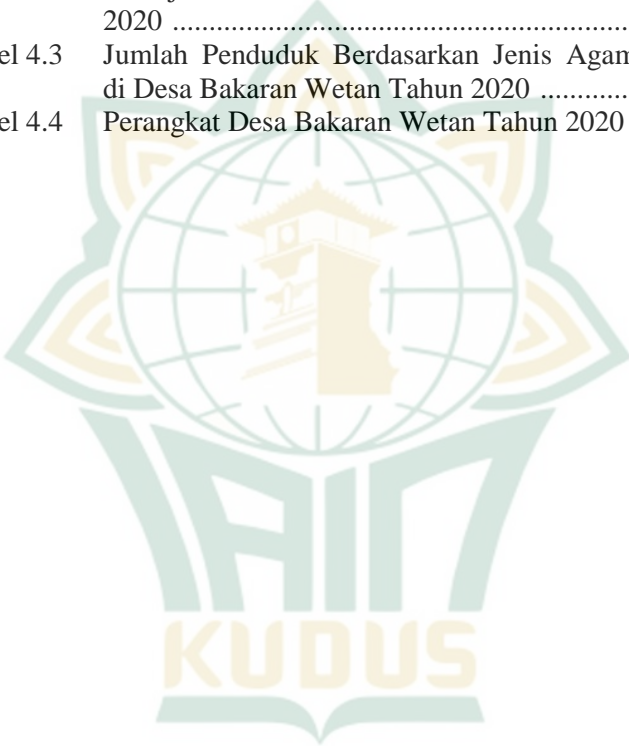 2020 ................................................................
el 4.3 Jumlah Penduduk Berdasarkan Jenis Agam
di Desa Bakaran Wetan Tahun 2020 .............
el 4.4 Perangkat Desa Bakaran Wetan Tahun 2020
IAIN
KUDUS